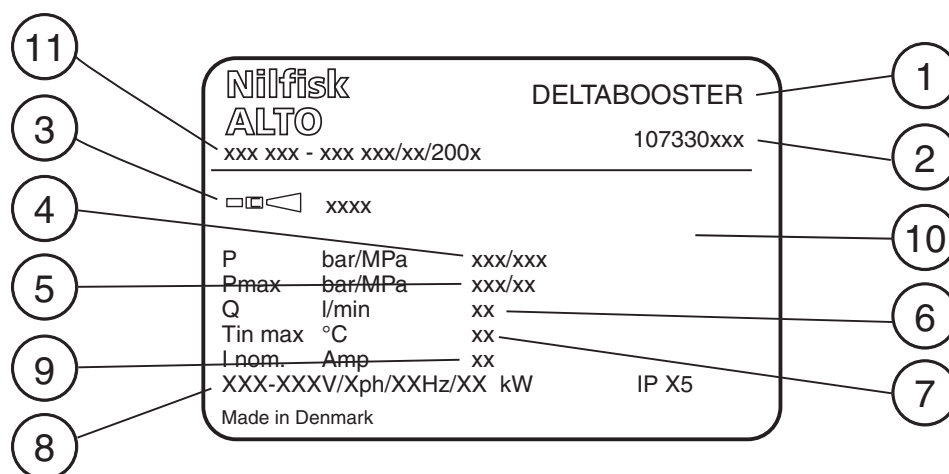 11
Nilfisk
ALTO
DELTABOOSTER
1
107330xxx
2
xxx xxx - xxx xxx/xx/200x
3
xxxx
4
10
P bar/MPa xxx/xxx
5
Pmax bar/MPa xxx/xx
Q l/min xx
6
Tin max °C xx
7
9
I nom. Amp xx
XXX-XXXV/Xph/XXHz/XX kW IP X5
8
Made in Denmark